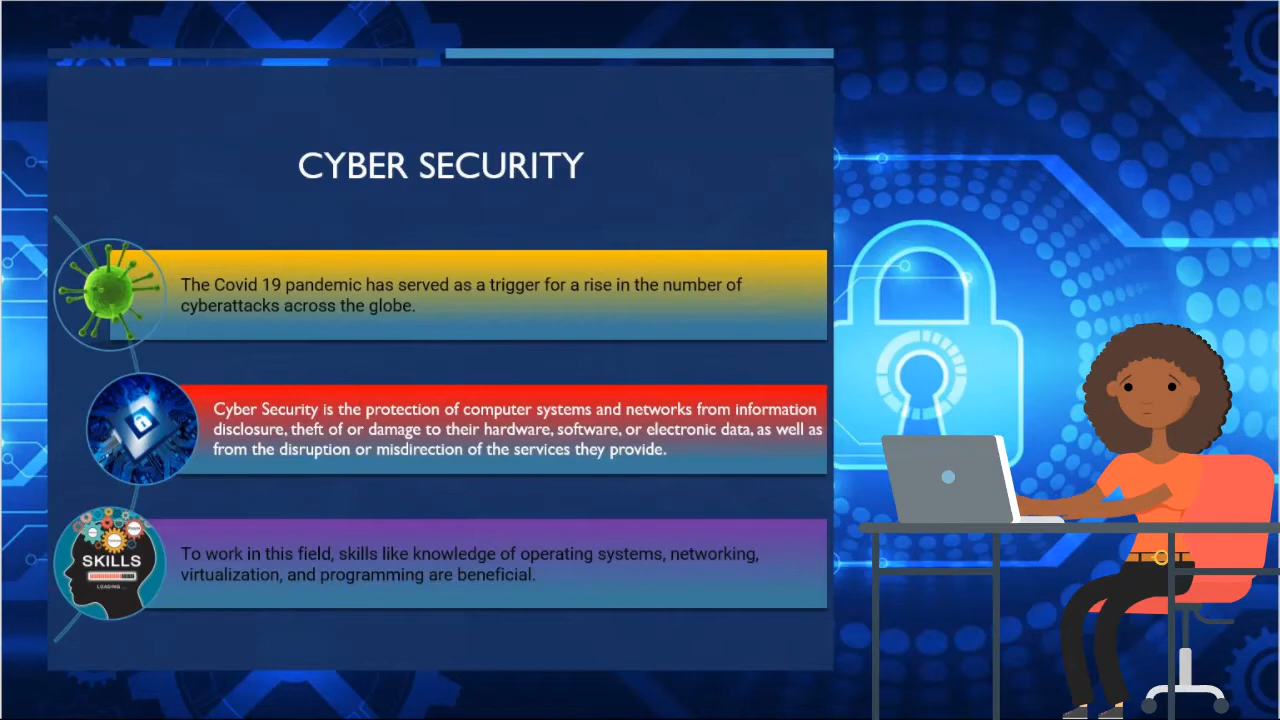 CYBER SECURITY
The Covid 19 pandemic has served as a trigger for a rise in the number of
cyberattacks across the globe.
Cyber Security is the protection of computer systems and networks from information
disclosure, theft of or damage to their hardware, software, or electronic data, as well as
from the disruption or misdirection of the services they provide.
SKILLS
LOADING ...
To work in this field, skills like knowledge of operating systems, networking,
virtualization, and programming are beneficial.